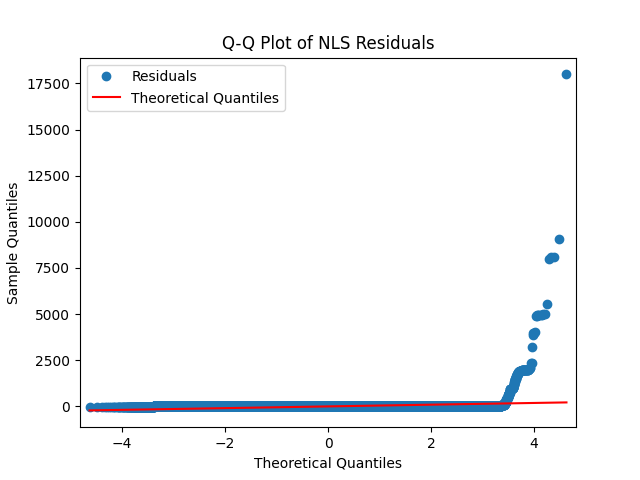 Q-Q Plot of NLS Residuals
Residuals
Theoretical Quantiles
17500
15000
12500
10000
7500
5000
2500
0
Sample Quantiles
−4
−2
0
2
4
Theoretical Quantiles